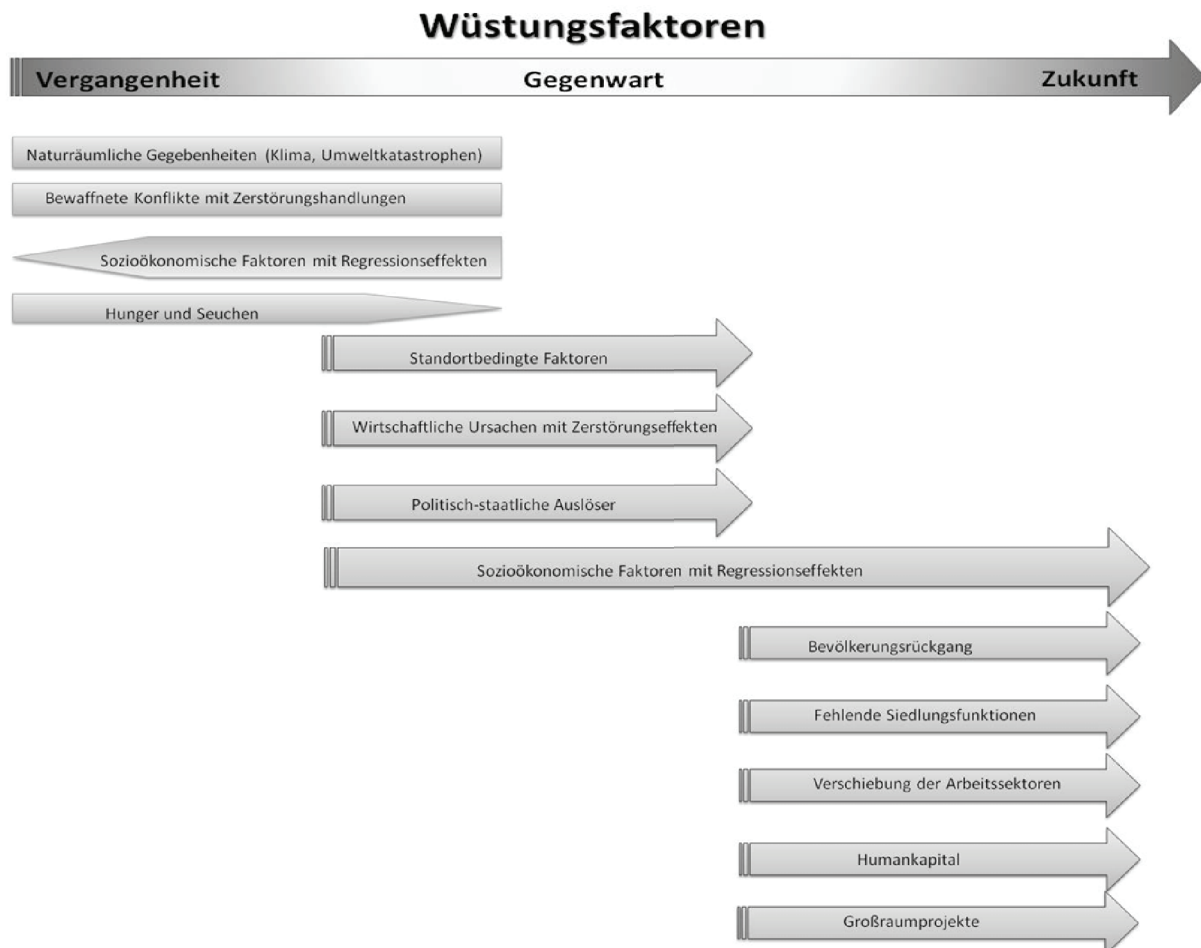 Wüstungsfaktoren
Vergangenheit Gegenwart Zukunft
Naturräumliche Gegebenheiten (Klima, Umweltkatastrophen)
Bewaffnete Konflikte mit Zerstörungshandlungen
Sozioökonomische Faktoren mit Regressionseffekten
Hunger und Seuchen
Standortbedingte Faktoren
Wirtschaftliche Ursachen mit Zerstörungseffekten
Politisch-staatliche Auslöser
Sozioökonomische Faktoren mit Regressionseffekten
Bevölkerungsrückgang
Fehlende Siedlungsfunktionen
Verschiebung der Arbeitssektoren
Humankapital
Großraumprojekte